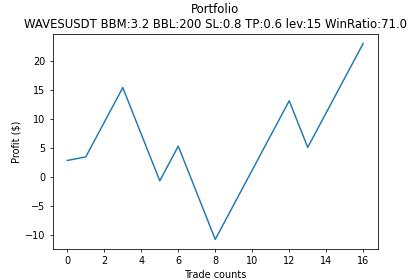 Portfolio
WAVESUSDT BBM:3.2 BBL:200 SL:0.8 TP:0.6 lev:15 WinRatio:71.0
20
15
10
5
0
−5
−10
Profit ($)
0 2 4 6 8 10 12 14 16
Trade counts